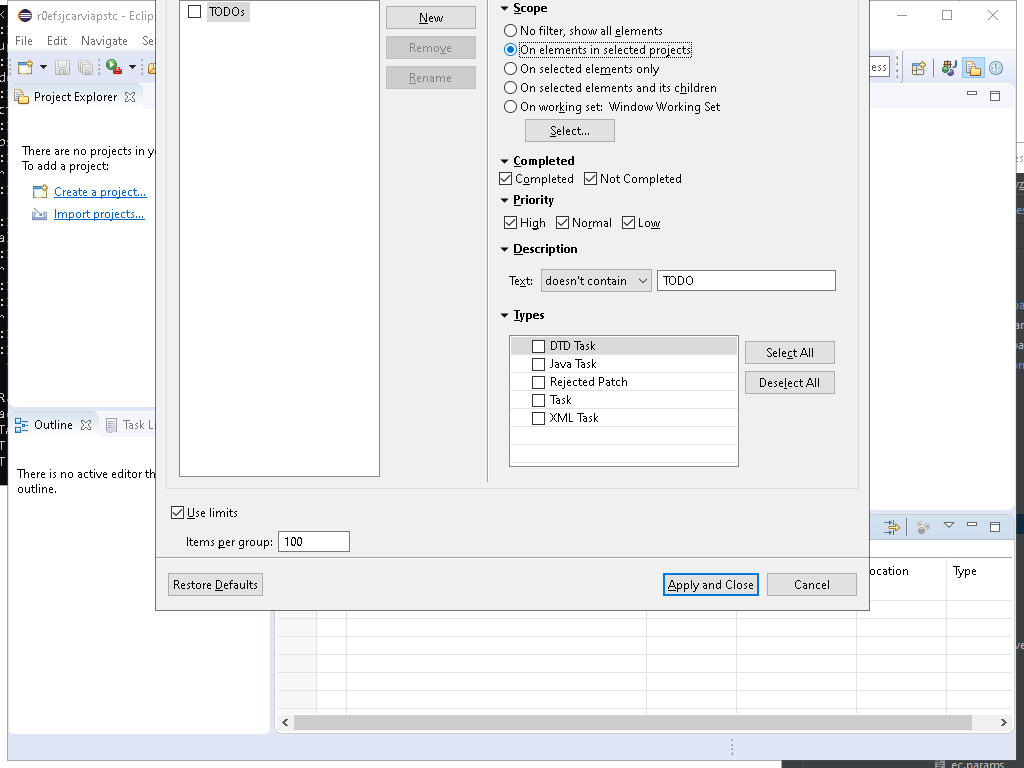 r0efsjcarviapstc - Eclip
File Edit Navigate Se
Project Explorer
There are no projects in y
To add a project:
Create a project...
Import projects...
Outline Task Li
There is no active editor th
outline.
TODOs
New
Remove
Rename
Scope
No filter, show all elements
On elements in selected projects
On selected elements only
On selected elements and its children
On working set: Window Working Set
Select...
Completed
Completed Not Completed
Priority
High Normal Low
Description
Text: doesn't contain TODO
Types
DTD Task
Java Task
Rejected Patch
Task
XML Task
Select All
Deselect All
Use limits
Items per group: 100
Restore Defaults Apply and Close Cancel
ess
ocation Type
ec.params